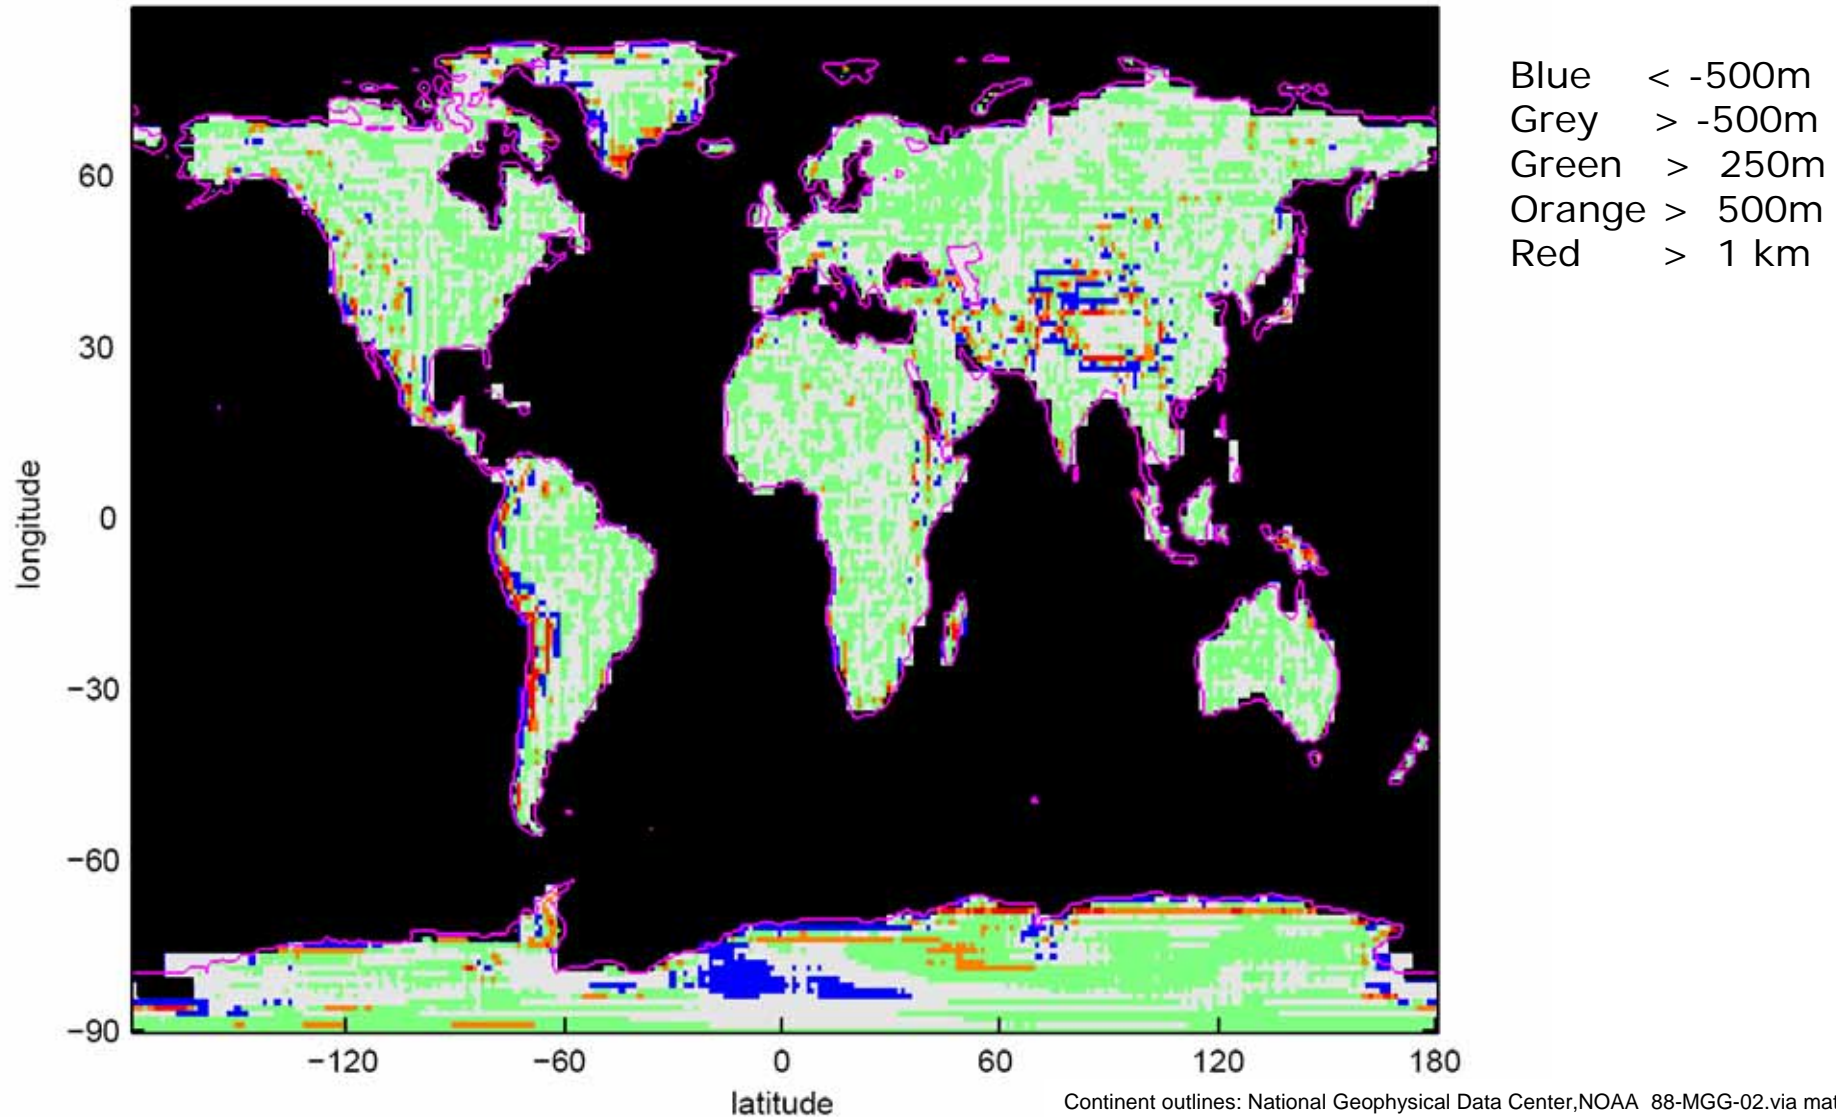 Blue < -500m
Grey > -500m
Green > 250m
Orange > 500m
Red > 1 km
60
30
0
−30
−60
−90
longitude
−120 −60 0 60 120 180
latitude
Continent outlines: National Geophysical Data Center,NOAA 88-MGG-02.via mat